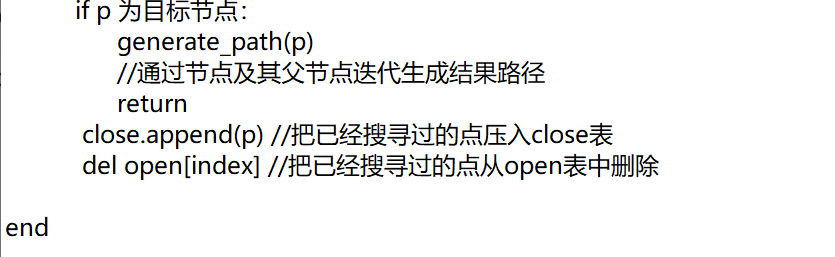 if p 为目标节点：
generate_path(p)
//通过节点及其父节点迭代生成结果路径
return
close.append(p) //把已经搜寻过的点压入close表
del open[index] //把已经搜寻过的点从open表中删除
end